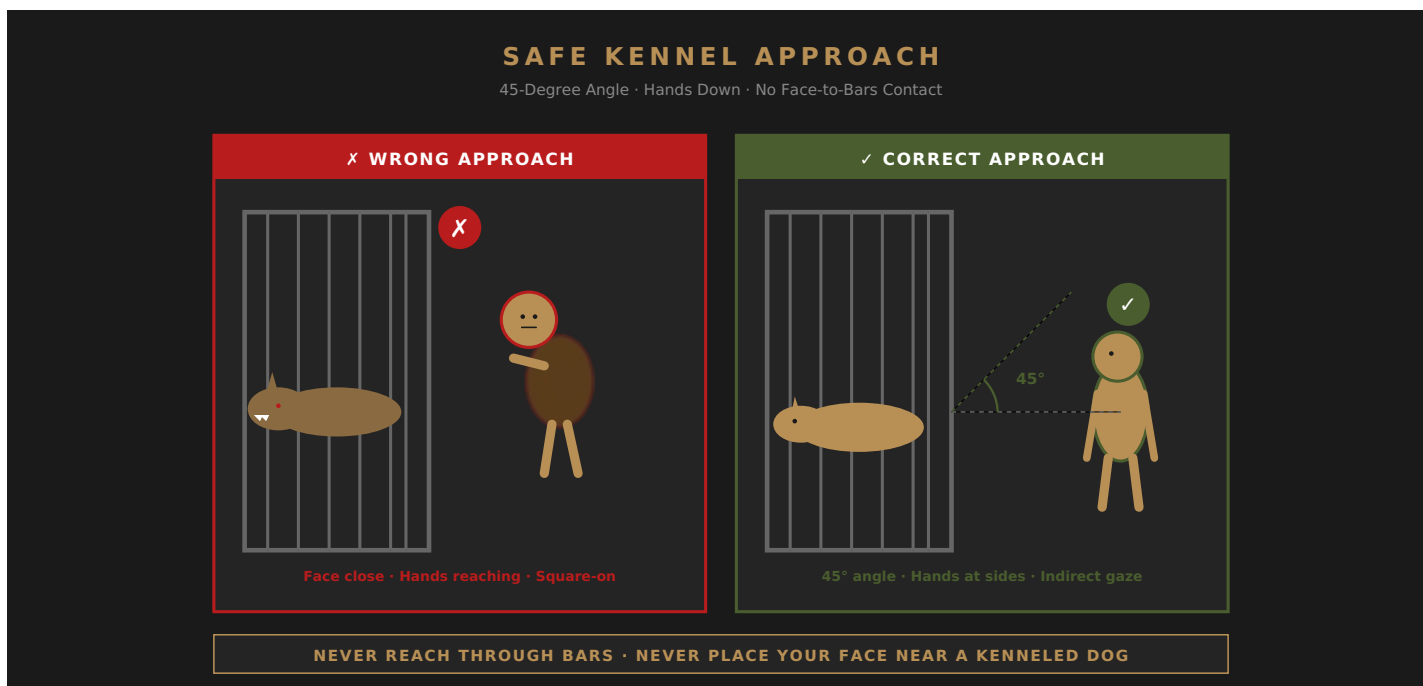 SAFE KENNEL APPROACH
45-Degree Angle · Hands Down · No Face-to-Bars Contact
✗ WRONG APPROACH
✗
Face close · Hands reaching · Square-on
✓ CORRECT APPROACH
✓
45°
45° angle · Hands at sides · Indirect gaze
NEVER REACH THROUGH BARS · NEVER PLACE YOUR FACE NEAR A KENNELED DOG